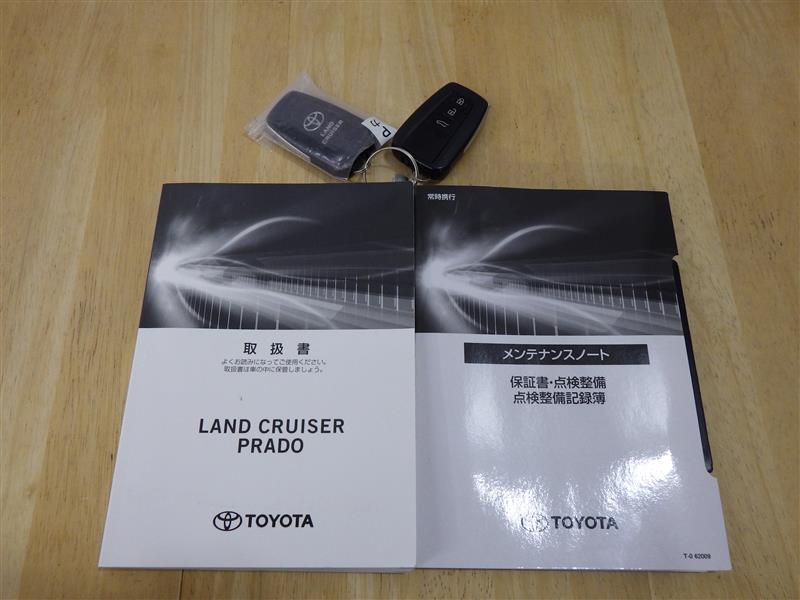 LAND
CRUISER
Pカ
取扱書
よくお読みになってご使用ください。
取扱書は車の中に保管しましょう。
LAND CRUISER
PRADO
TOYOTA
常時携行
メンテナンスノート
保証書・点検整備
点検整備記録簿
TOYOTA
T-0 62009